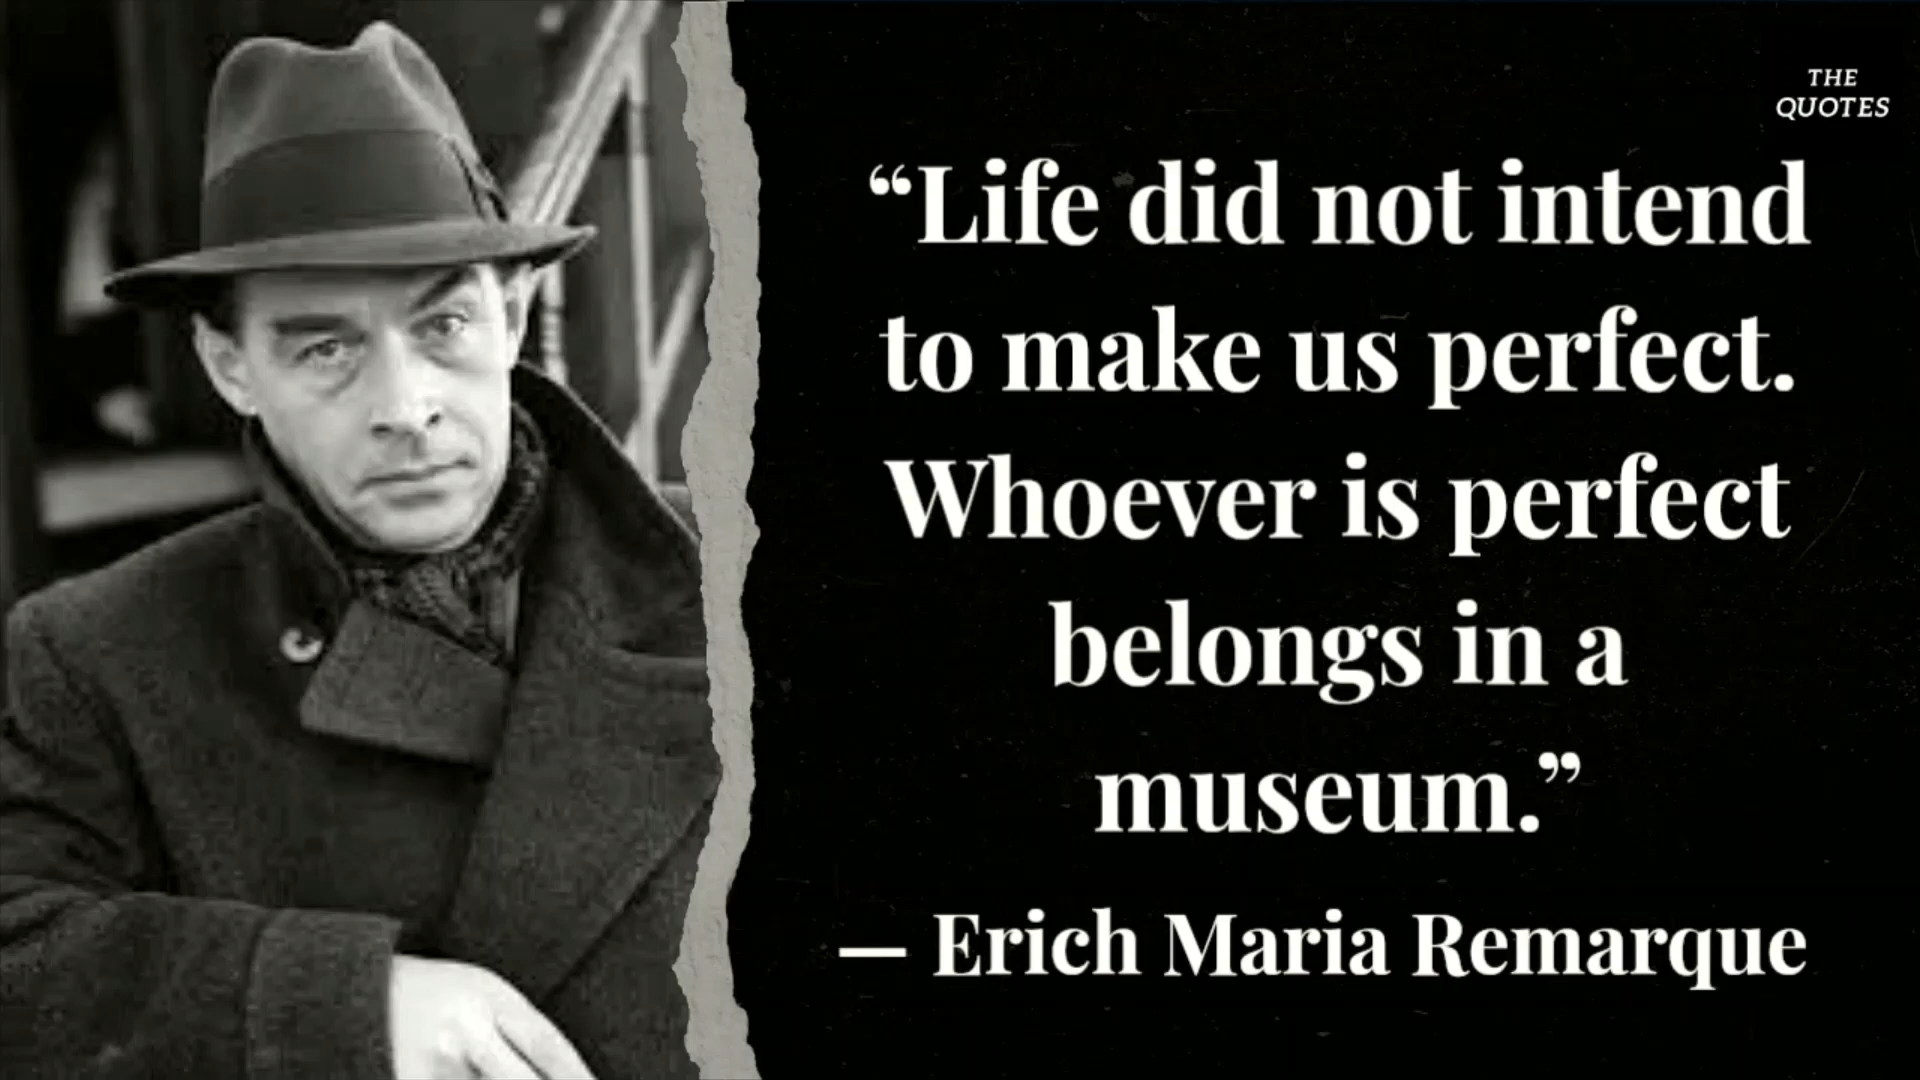 THE
QUOTES
“Life did not intend
to make us perfect.
Whoever is perfect
belongs in a
museum.”
— Erich Maria Remarque